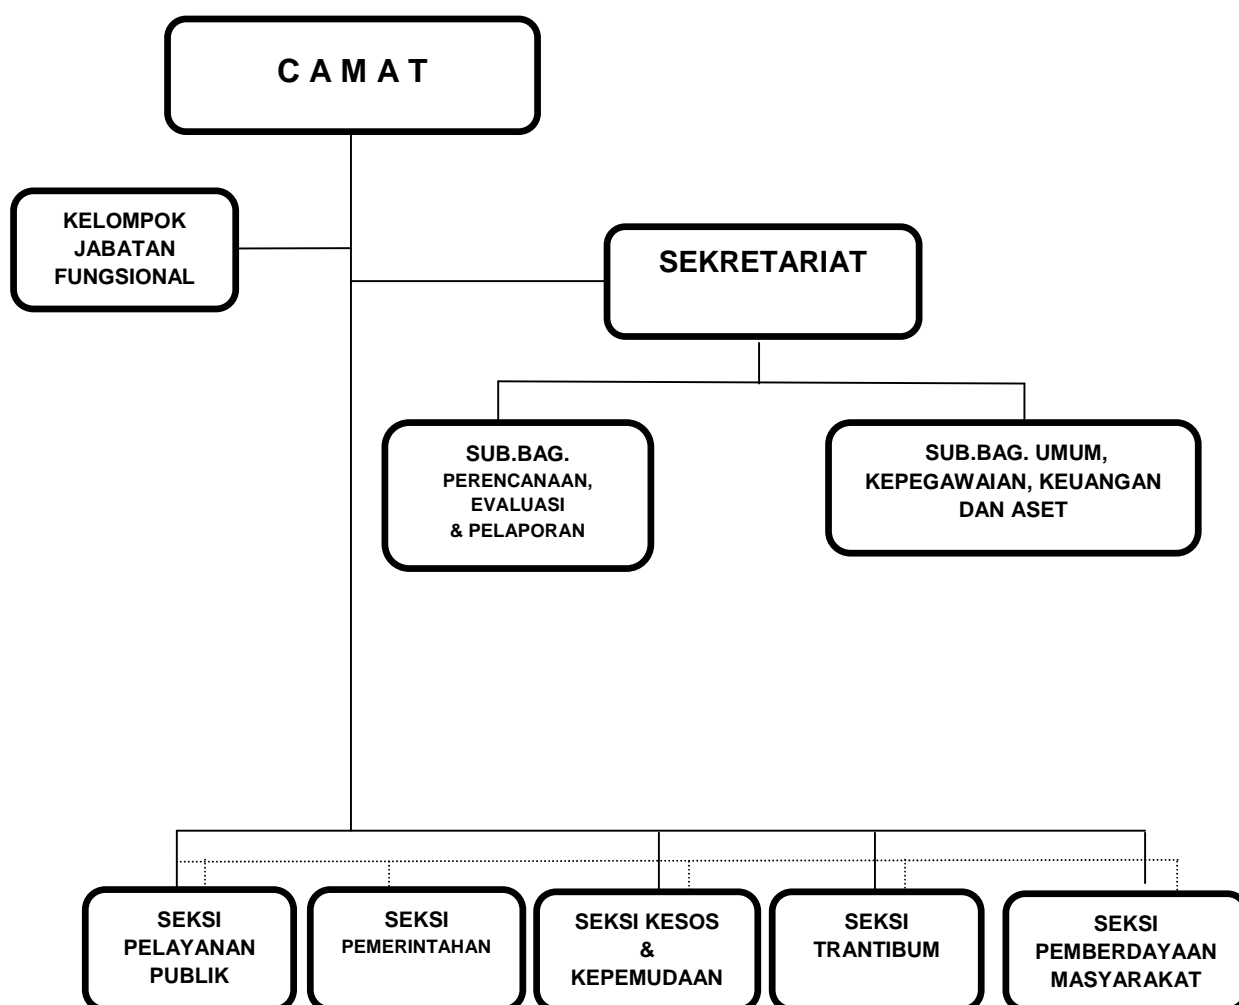 C A M A T
KELOMPOK
JABATAN
FUNGSIONAL
SEKRETARIAT
SUB.BAG.
PERENCANAAN,
EVALUASI
& PELAPORAN
SUB.BAG. UMUM,
KEPEGAWAIAN, KEUANGAN
DAN ASET
SEKSI
PELAYANAN
PUBLIK
SEKSI
PEMERINTAHAN
SEKSI KESOS
&
KEPEMUDAAN
SEKSI
TRANTIBUM
SEKSI
PEMBERDAYAAN
MASYARAKAT